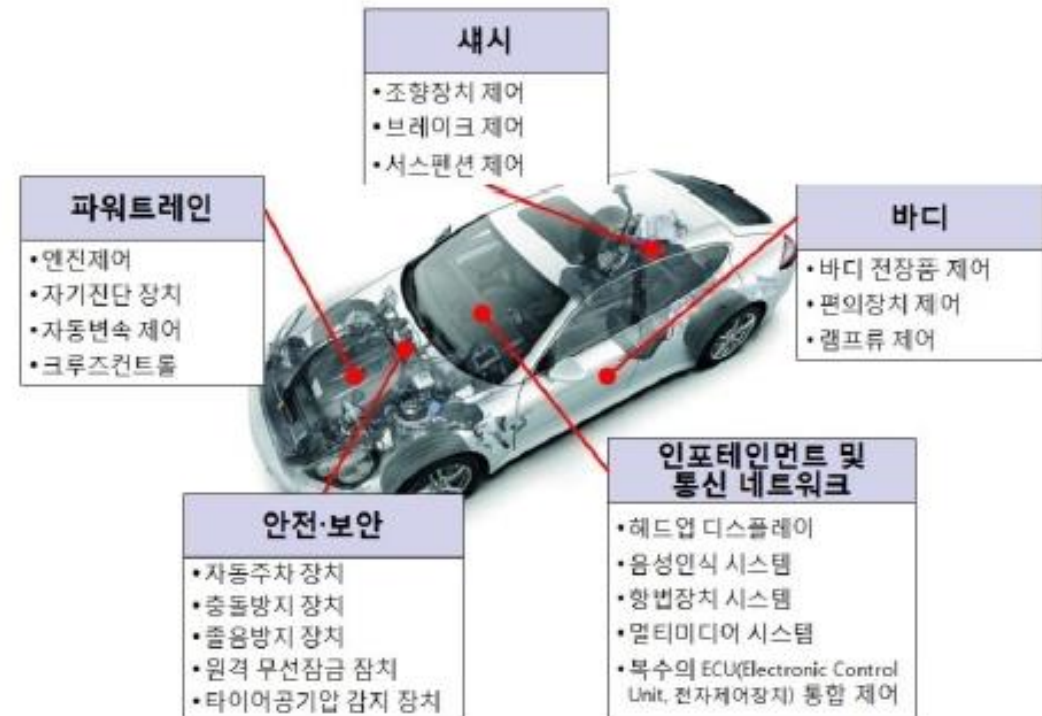 섀시
• 조향장치 제어
• 브레이크 제어
• 서스펜션 제어
파워트레인
• 엔진제어
• 자기진단 장치
• 자동변속 제어
• 크루즈컨트롤
바디
• 바디 전장품 제어
• 편의장치 제어
• 램프류 제어
안전·보안
• 자동주차 장치
• 충돌방지 장치
• 졸음방지 장치
• 원격 무선잠금 잠치
• 타이어공기압 감지 장치
인포테인먼트 및
통신 네트워크
• 헤드업 디스플레이
• 음성인식 시스템
• 항법장치 시스템
• 멀티미디어 시스템
• 복수의 ECU(Electronic Control
Unit, 전자제어장치) 통합 제어